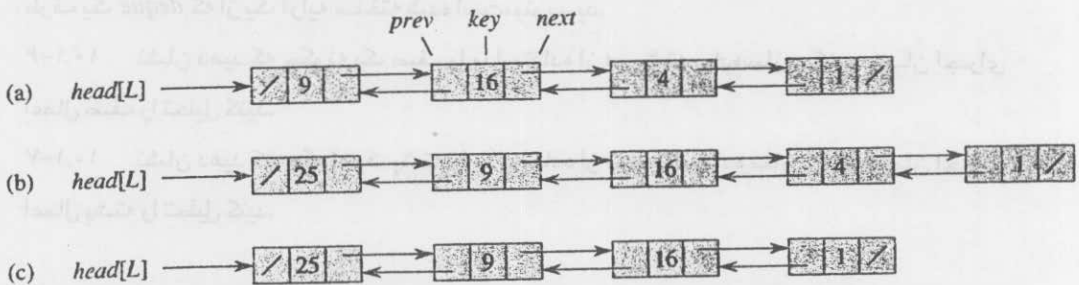 prev key next
(a) head[L] / 9 16 4 1 /
(b) head[L] / 25 9 16 4 1 /
(c) head[L] / 25 9 16 1 /